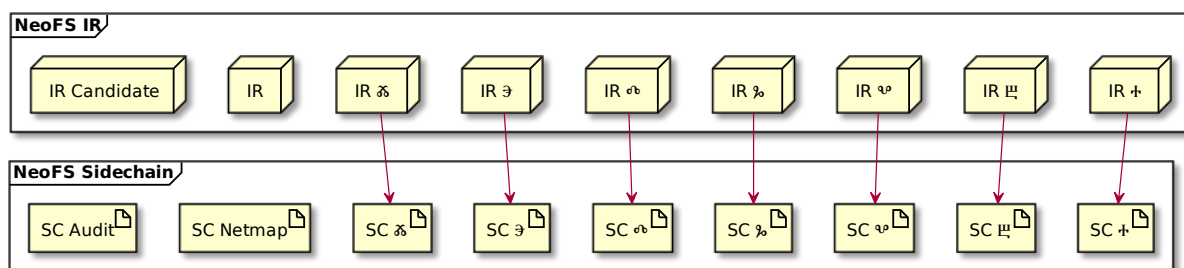 NeoFS IR
IR Candidate
IR
IR Ⰶ
IR Ⰵ
IR Ⰴ
IR Ⰳ
IR Ⰲ
IR Ⰱ
IR Ⰰ
NeoFS Sidechain
SC Audit
SC Netmap
SC Ⰶ
SC Ⰵ
SC Ⰴ
SC Ⰳ
SC Ⰲ
SC Ⰱ
SC Ⰰ